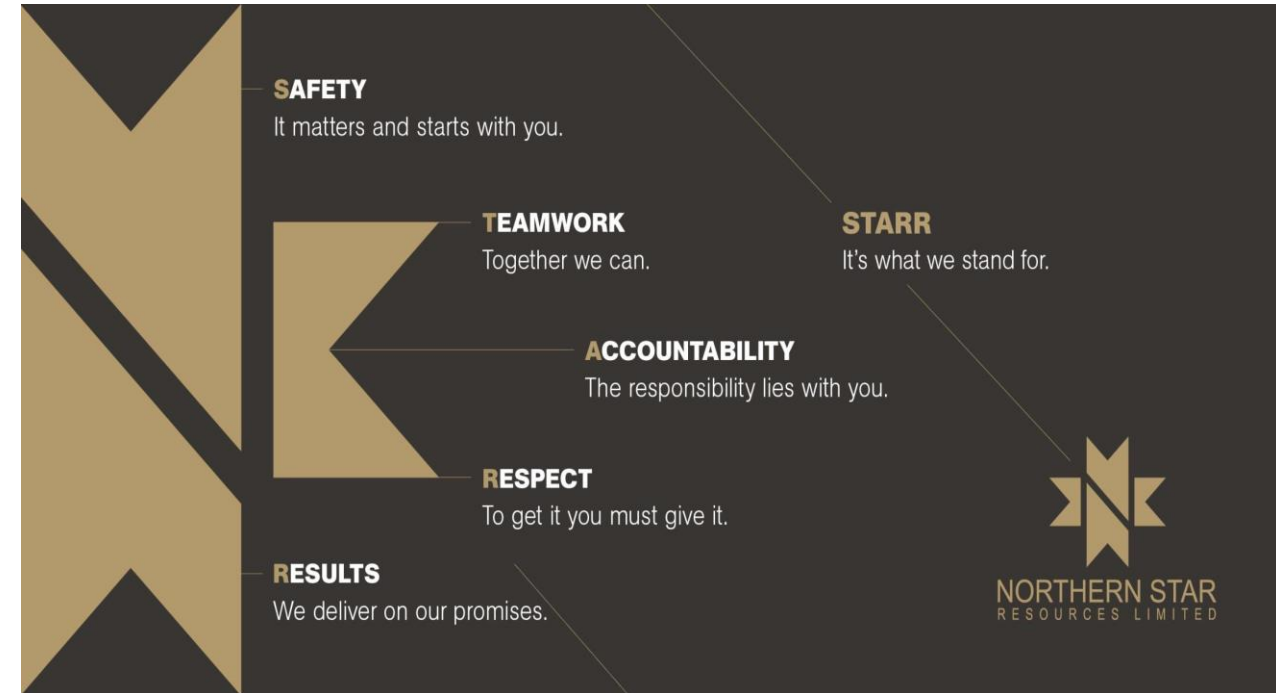 SAFETY
It matters and starts with you.
TEAMWORK
Together we can.
STARR
It's what we stand for.
ACCOUNTABILITY
The responsibility lies with you.
RESPECT
To get it you must give it.
RESULTS
We deliver on our promises.
NORTHERN STAR
RESOURCES LIMITED